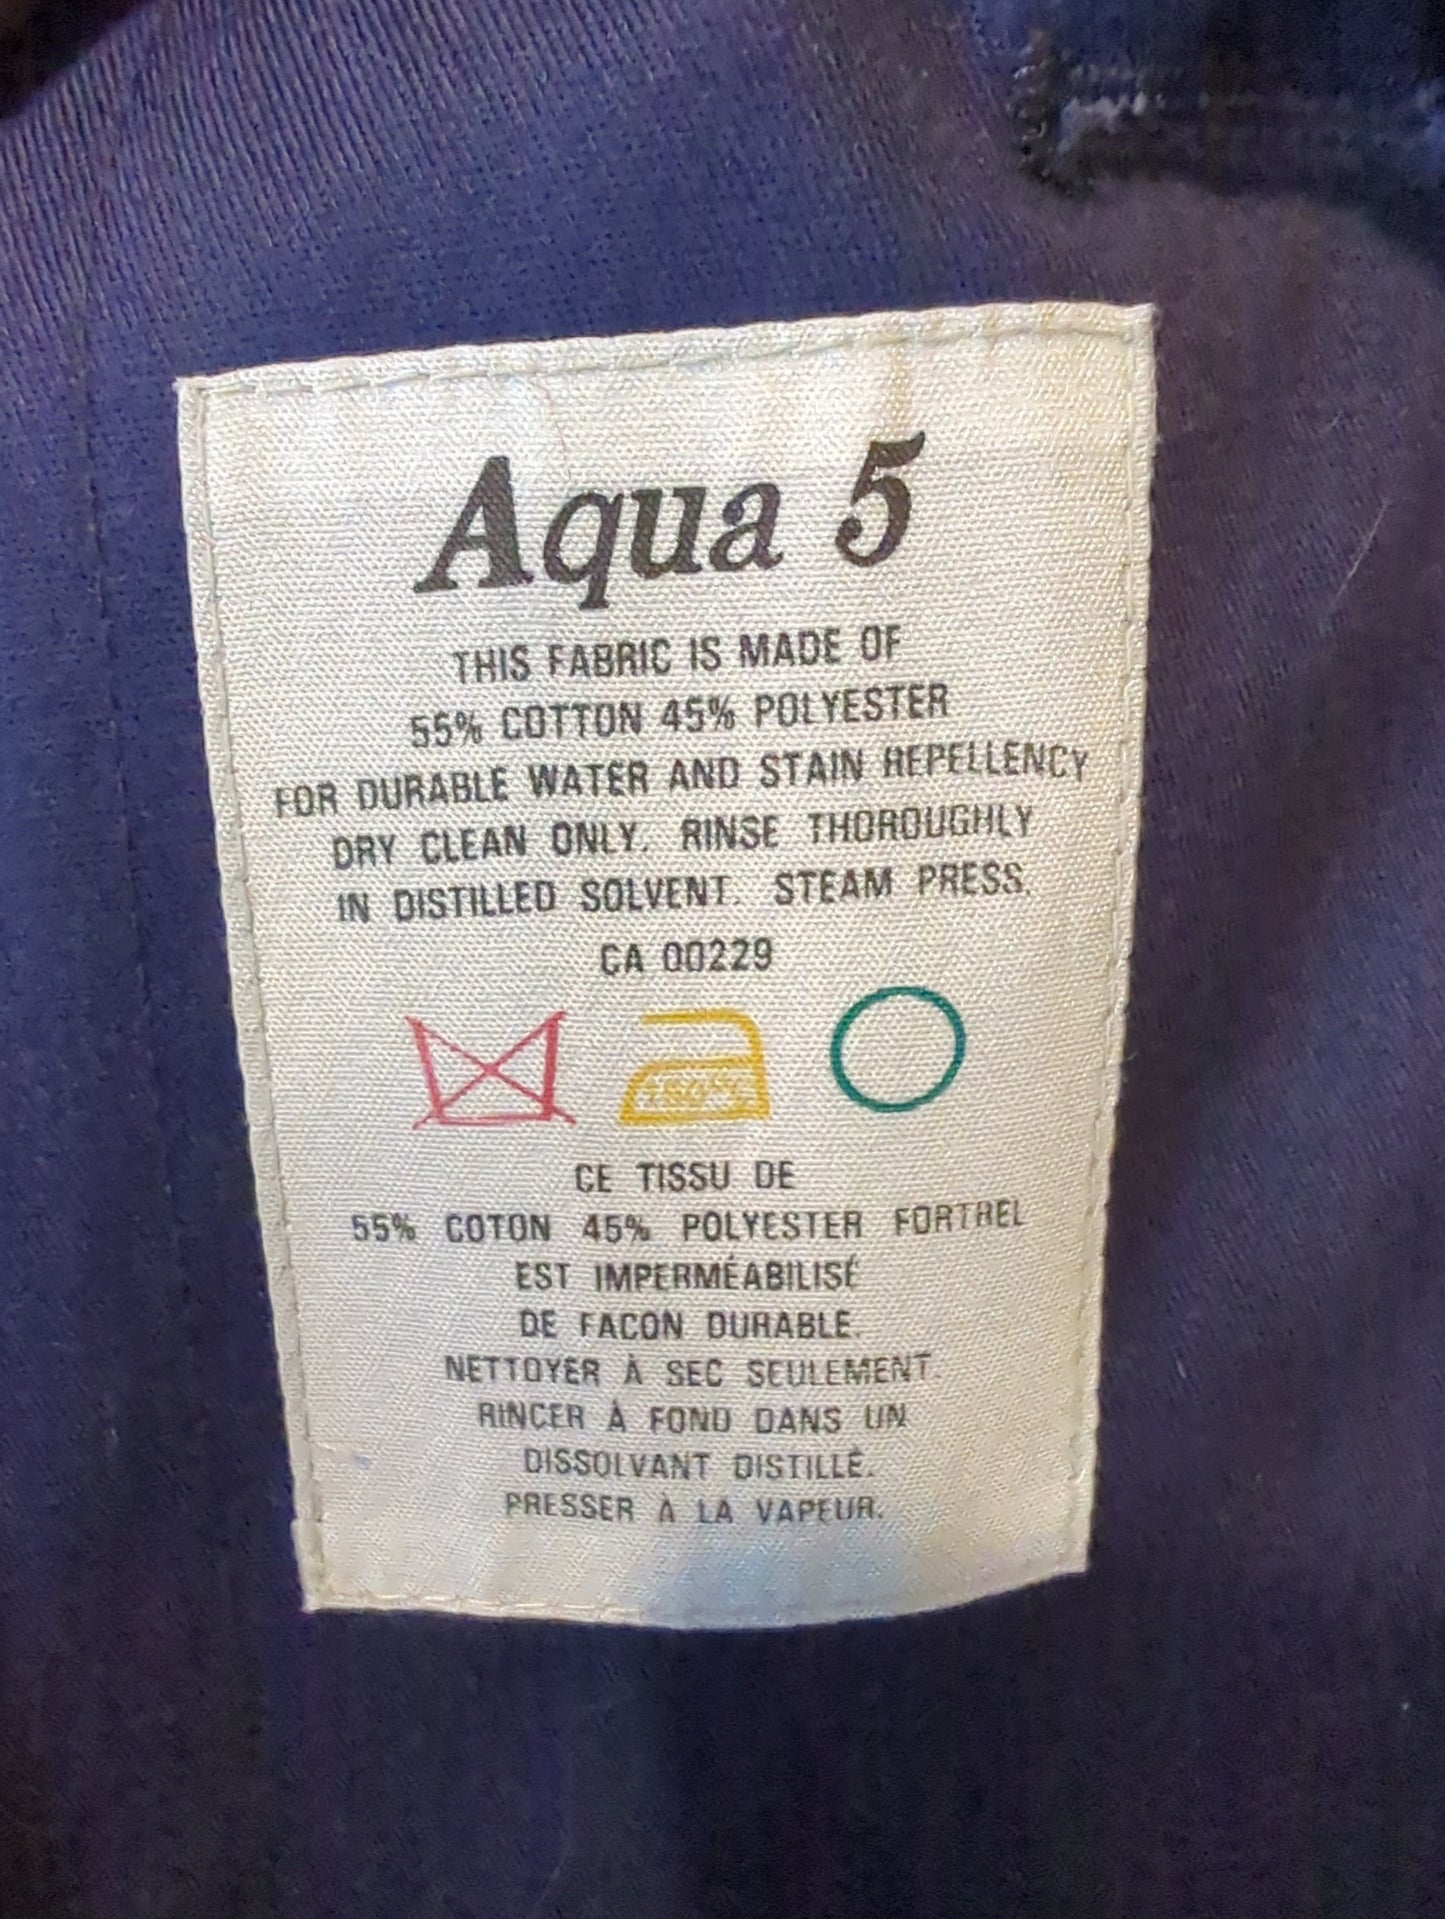 Aqua 5
THIS FABRIC IS MADE OF
55% COTTON 45% POLYESTER
FOR DURABLE WATER AND STAIN REPELLENCY
DRY CLEAN ONLY. RINSE THOROUGHLY
IN DISTILLED SOLVENT. STEAM PRESS.
CA 00229
150°C
CE TISSU DE
55% COTON 45% POLYESTER FORTREL
EST IMPERMÉABILISÉ
DE FACON DURABLE.
NETTOYER À SEC SEULEMENT.
RINCER À FOND DANS UN
DISSOLVANT DISTILLÉ.
PRESSER À LA VAPEUR.